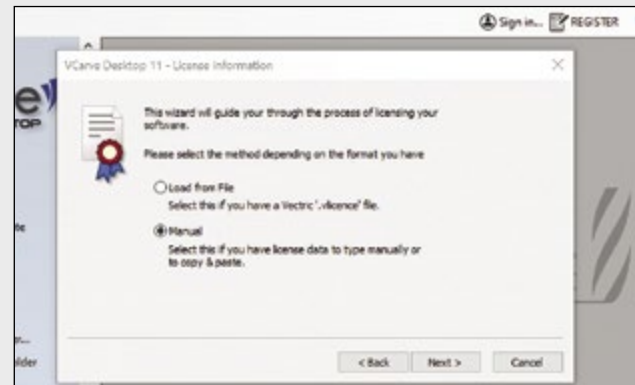 Sign in... REGISTER
VCarve Desktop 11 - License Information
This wizard will guide your through the process of licensing your
software.
Please select the method depending on the format you have
Load from File
Select this if you have a Vectric '.vlicence' file.
Manual
Select this if you have license data to type manually or
to copy & paste.
< Back Next > Cancel